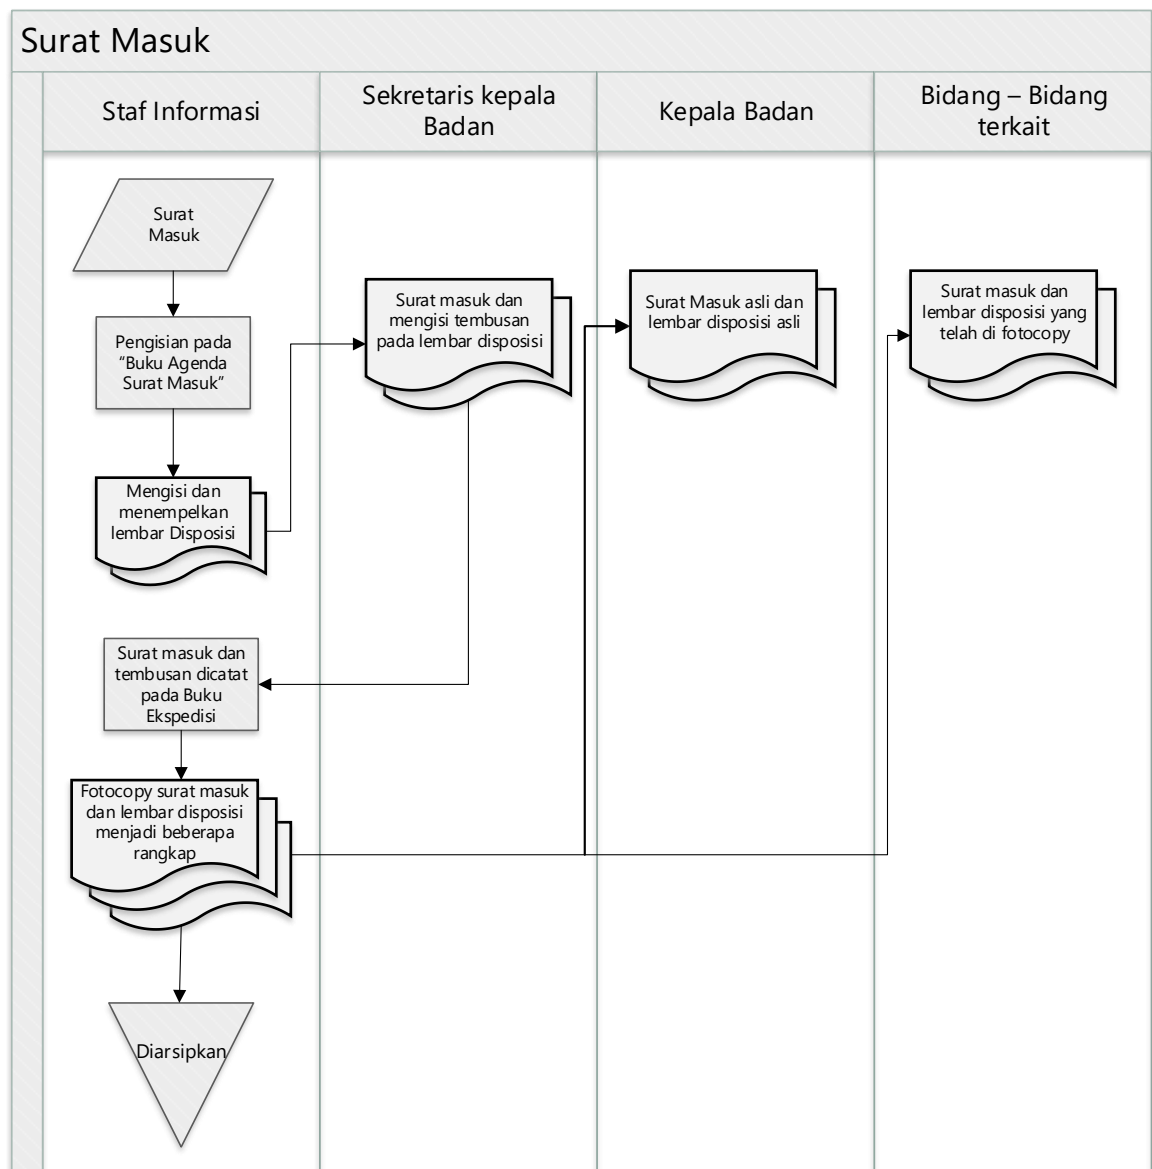 Surat Masuk
Staf Informasi
Sekretaris kepala
Badan
Kepala Badan
Bidang – Bidang
terkait
Surat
Masuk
Pengisian pada
“Buku Agenda
Surat Masuk”
Mengisi dan
menempelkan
lembar Disposisi
Surat masuk dan
mengisi tembusan
pada lembar disposisi
Surat Masuk asli dan
lembar disposisi asli
Surat masuk dan
lembar disposisi yang
telah di fotocopy
Surat masuk dan
tembusan dicatat
pada Buku
Ekspedisi
Fotocopy surat masuk
dan lembar disposisi
menjadi beberapa
rangkap
Diarsipkan